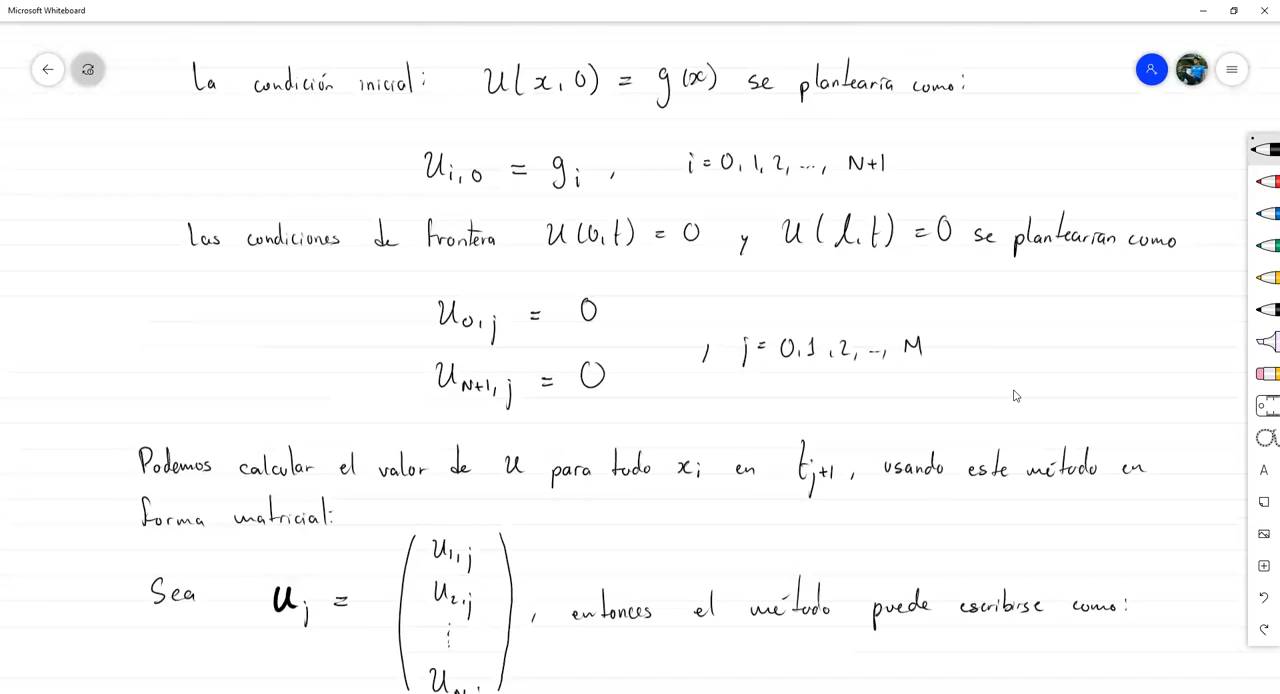 Microsoft Whiteboard
La condición inicial: u(x,0) = g(x) se plantearía como:
u_{i,0} = g_i, i = 0,1,2,..., N+1
Las condiciones de frontera u(0,t) = 0 y u(l,t) = 0 se plantearían como
u_{0,j} = 0
, j = 0,1,2,.., M
u_{N+1,j} = 0
Podemos calcular el valor de u para todo x_i en t_{j+1}, usando este método en
forma matricial:
u_{1,j}
u_{2,j}
Sea u_j = ⋮ , entonces el método puede escribirse como:
A